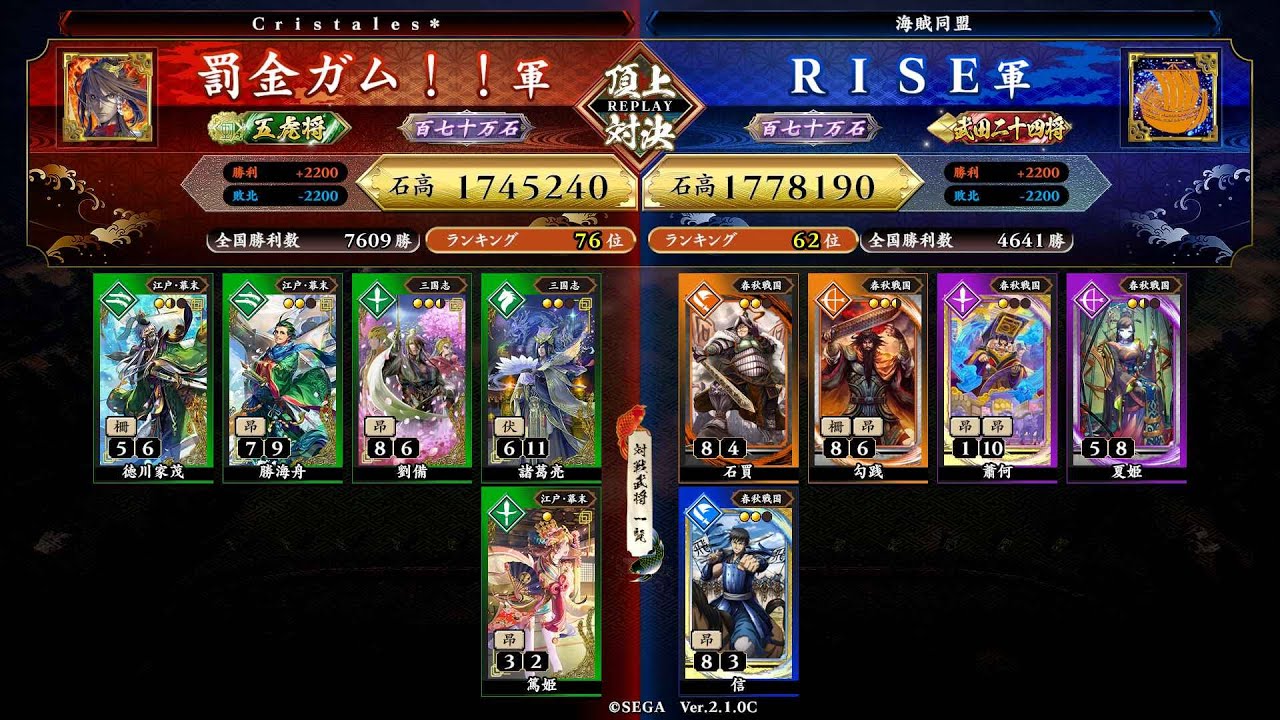 Cristales*
海賊同盟
罰金ガム！！軍
頂上
REPLAY
対決
RISE軍
五虎将
百七十万石
百七十万石
武田二十四将
勝利 +2200
敗北 -2200
石高 1745240
石高 1778190
勝利 +2200
敗北 -2200
全国勝利数 7609勝
ランキング 76位
ランキング 62位
全国勝利数 4641勝
江戸・幕末
柵
5 6
徳川家茂
江戸・幕末
昂
7 9
勝海舟
三国志
昂
8 6
劉備
三国志
伏
6 11
諸葛亮
対戦武将一覧
春秋戦国
8 4
石買
春秋戦国
柵 昂
8 6
勾践
春秋戦国
昂 昂
1 10
蕭何
春秋戦国
5 8
夏姫
江戸・幕末
昂
3 2
篤姫
春秋戦国
飛
昂
8 3
信
©SEGA Ver.2.1.0C